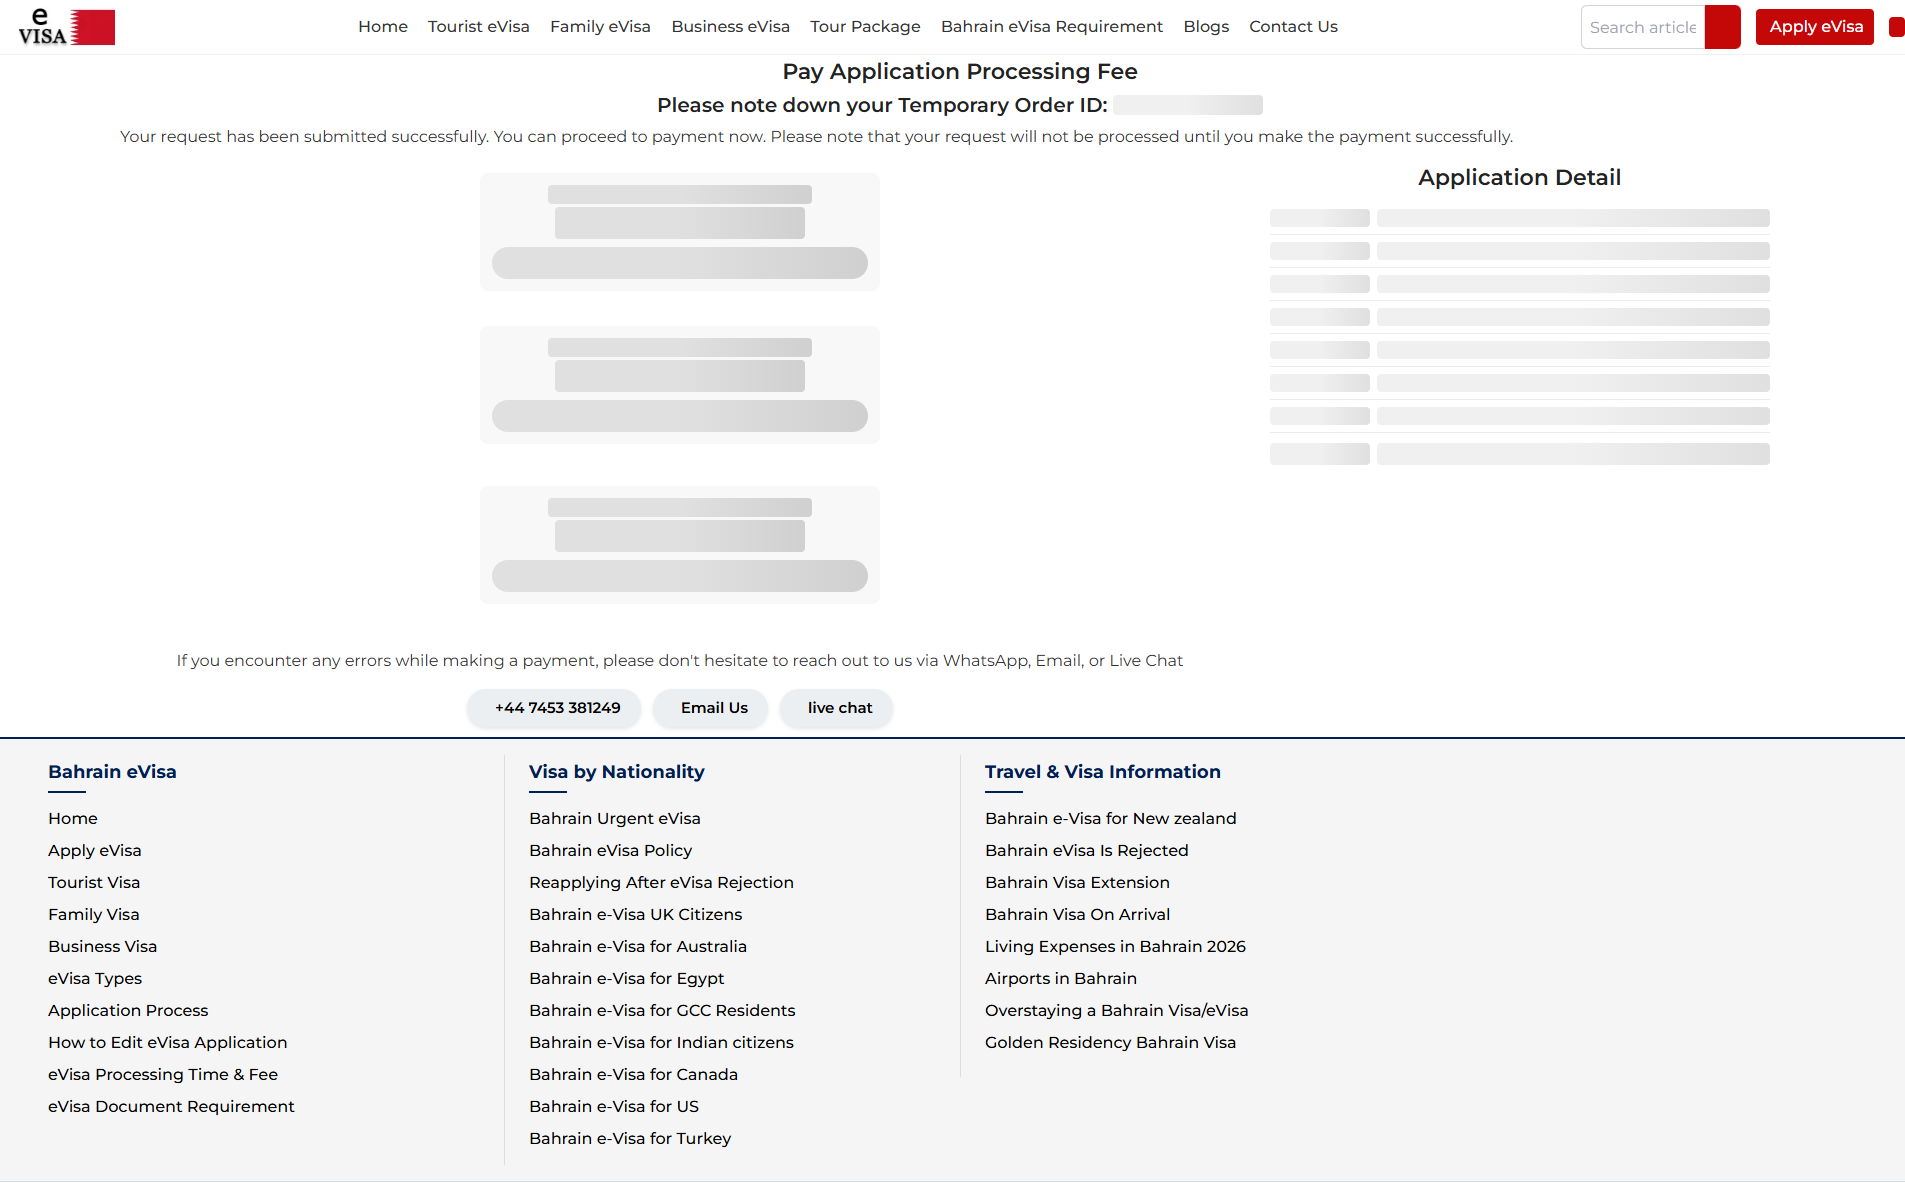 e
VISA
Home Tourist eVisa Family eVisa Business eVisa Tour Package Bahrain eVisa Requirement Blogs Contact Us
Search article
Apply eVisa
Pay Application Processing Fee
Please note down your Temporary Order ID:
Your request has been submitted successfully. You can proceed to payment now. Please note that your request will not be processed until you make the payment successfully.
Application Detail
If you encounter any errors while making a payment, please don't hesitate to reach out to us via WhatsApp, Email, or Live Chat
+44 7453 381249 Email Us live chat
Bahrain eVisa
Home
Apply eVisa
Tourist Visa
Family Visa
Business Visa
eVisa Types
Application Process
How to Edit eVisa Application
eVisa Processing Time & Fee
eVisa Document Requirement
Visa by Nationality
Bahrain Urgent eVisa
Bahrain eVisa Policy
Reapplying After eVisa Rejection
Bahrain e-Visa UK Citizens
Bahrain e-Visa for Australia
Bahrain e-Visa for Egypt
Bahrain e-Visa for GCC Residents
Bahrain e-Visa for Indian citizens
Bahrain e-Visa for Canada
Bahrain e-Visa for US
Bahrain e-Visa for Turkey
Travel & Visa Information
Bahrain e-Visa for New zealand
Bahrain eVisa Is Rejected
Bahrain Visa Extension
Bahrain Visa On Arrival
Living Expenses in Bahrain 2026
Airports in Bahrain
Overstaying a Bahrain Visa/eVisa
Golden Residency Bahrain Visa